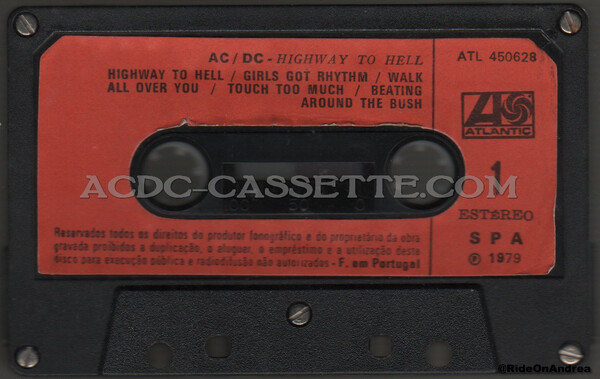 AC/DC - HIGHWAY TO HELL
ATL 450628
HIGHWAY TO HELL / GIRLS GOT RHYTHM / WALK
ALL OVER YOU / TOUCH TOO MUCH / BEATING
AROUND THE BUSH
ATLANTIC
1
ACDC-CASSETTE.COM
50
ESTÉREO
Reservados todos os direitos do produtor fonográfico e do proprietário da obra
gravada proibidos a duplicação, o aluguer, o empréstimo e a utilização deste
disco para execução pública e radiodifusão não autorizados - F. em Portugal
SPA
℗ 1979
@RideOnAndrea